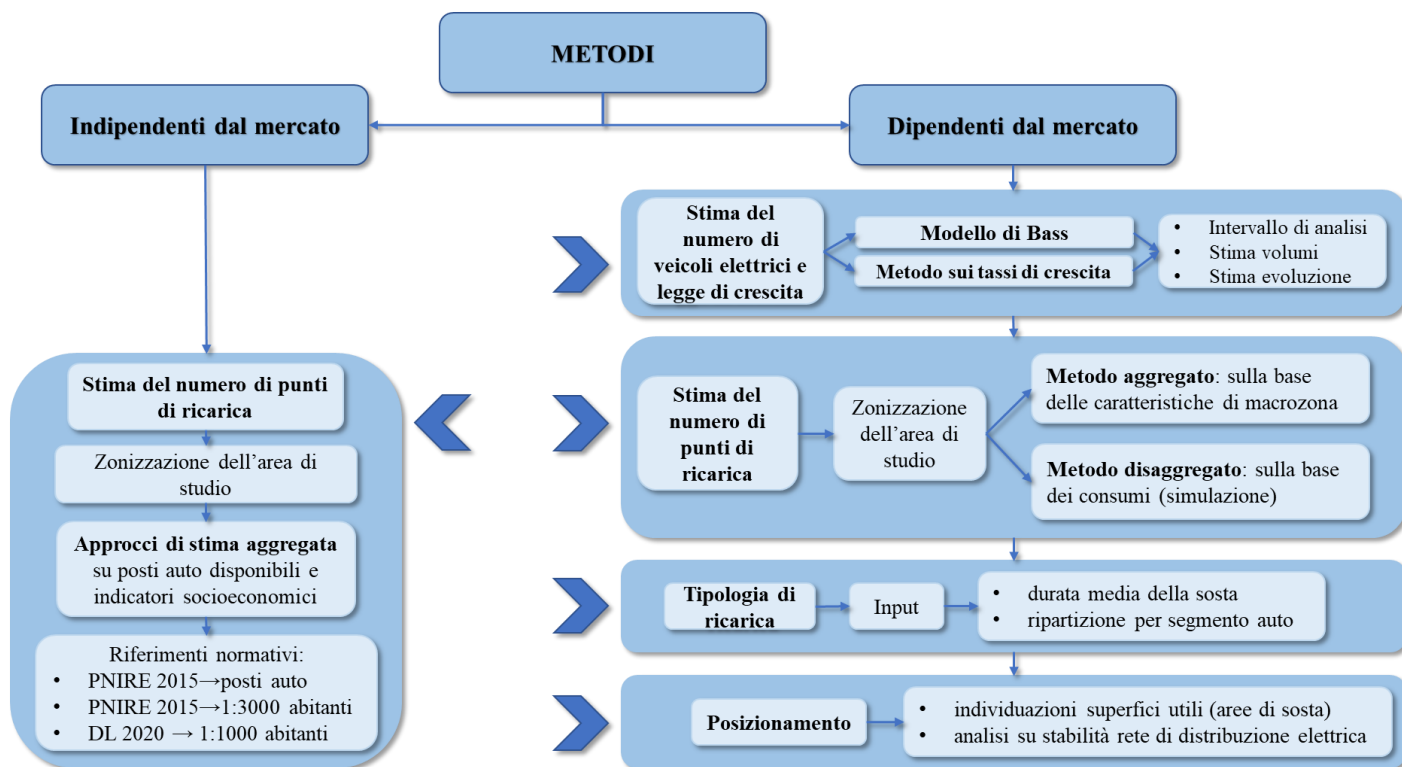 METODI
Indipendenti dal mercato
Dipendenti dal mercato
Stima del
numero di
veicoli elettrici e
legge di crescita
Modello di Bass
Metodo sui tassi di crescita
• Intervallo di analisi
• Stima volumi
• Stima evoluzione
Stima del numero di punti
di ricarica
Zonizzazione dell’area di
studio
Approcci di stima aggregata
su posti auto disponibili e
indicatori socioeconomici
Riferimenti normativi:
• PNIRE 2015→posti auto
• PNIRE 2015→1:3000 abitanti
• DL 2020 → 1:1000 abitanti
Stima del
numero di
punti di
ricarica
Zonizzazione
dell’area di
studio
Metodo aggregato: sulla base
delle caratteristiche di macrozona
Metodo disaggregato: sulla base
dei consumi (simulazione)
Tipologia di
ricarica
Input
• durata media della sosta
• ripartizione per segmento auto
Posizionamento
• individuazioni superfici utili (aree di sosta)
• analisi su stabilità rete di distribuzione elettrica